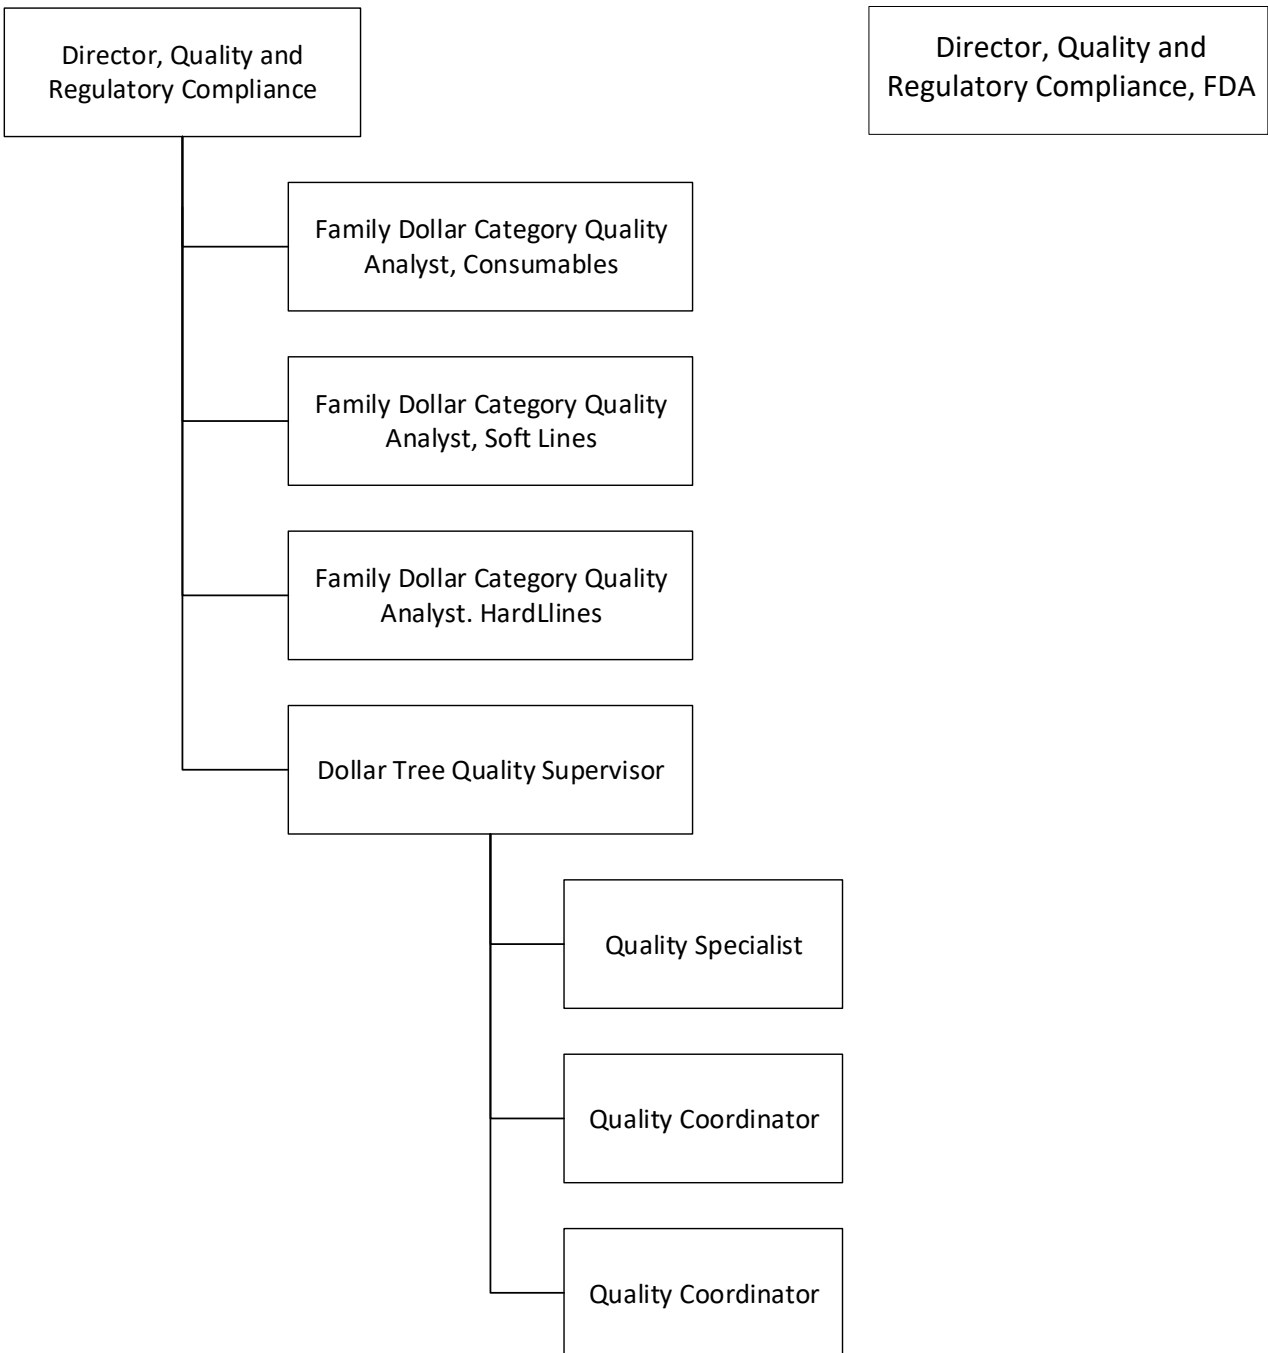 Director, Quality and
Regulatory Compliance
Director, Quality and
Regulatory Compliance, FDA
Family Dollar Category Quality
Analyst, Consumables
Family Dollar Category Quality
Analyst, Soft Lines
Family Dollar Category Quality
Analyst. HardLlines
Dollar Tree Quality Supervisor
Quality Specialist
Quality Coordinator
Quality Coordinator